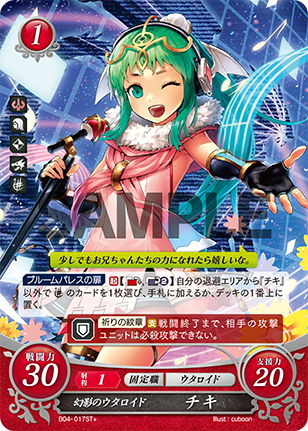 1
SAMPLE
少しでもお兄ちゃんたちの力になれたら嬉しいな。
ブルームパレスの扉 起 自分の退避エリアから『チキ』
以外で のカードを1枚選び、手札に加えるか、デッキの1番上に
置く。
祈りの紋章 支 戦闘終了まで、相手の攻撃
ユニットは必殺攻撃できない。
戦闘力
30
射程 1 固定職 ウタロイド
支援力
20
幻影のウタロイド チキ
B04-017ST+
Illust : cuboon